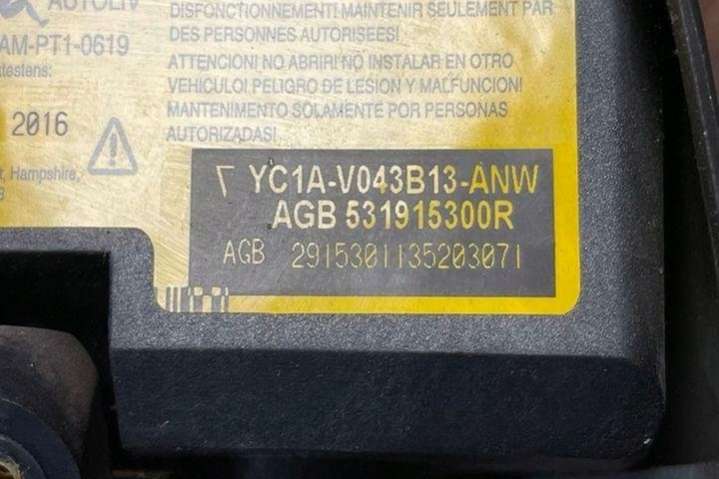 AUTOLIV
AM-PT1-0619
2016
, Hampshire,
DISFONCTIONNEMENT! MAINTENIR SEULEMENT PAR
DES PERSONNES AUTORISEES!
ATTENCION! NO ABRIR! NO INSTALAR EN OTRO
VEHICULO! PELIGRO DE LESION Y MALFUNCION!
MANTENIMENTO SOLAMENTE POR PERSONAS
AUTORIZADAS!
YC1A-V043B13-ANW
AGB 531915300R
AGB 2915301135203071